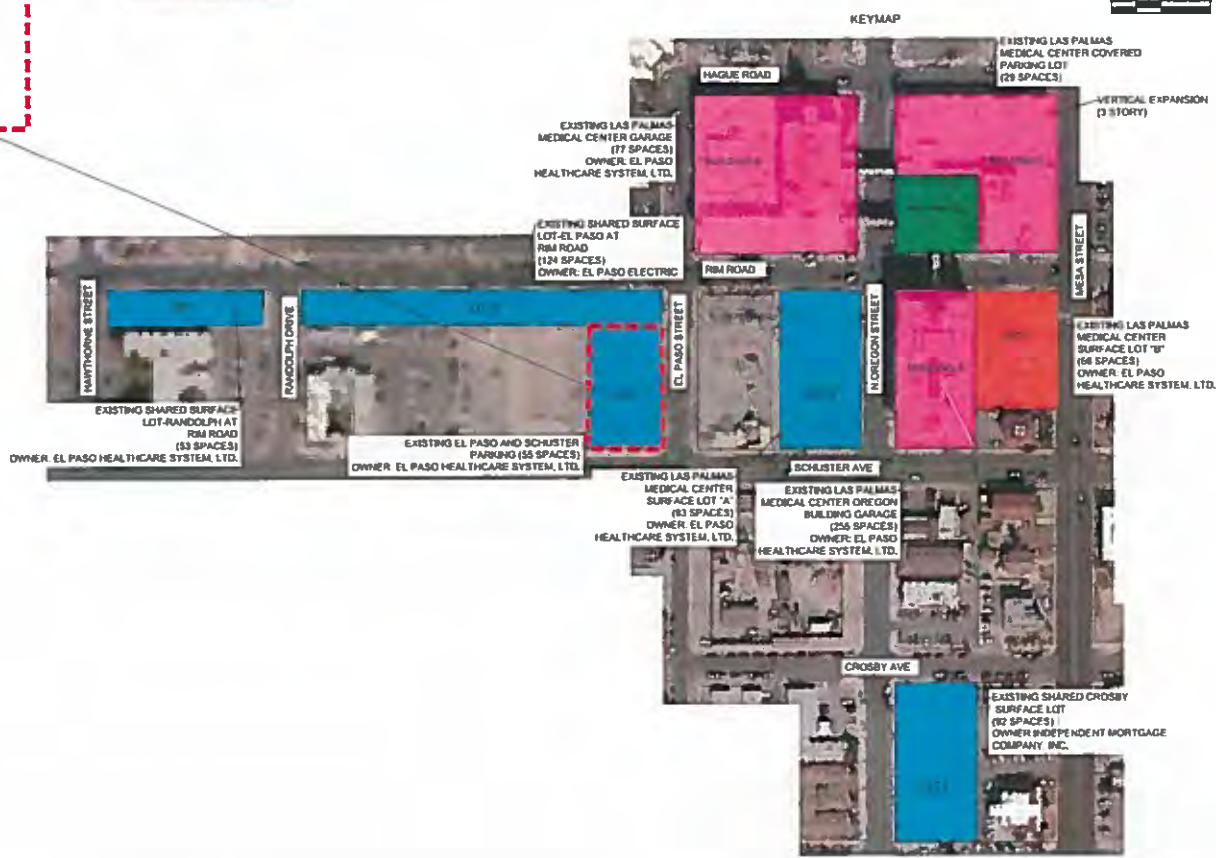 KEYMAP
EXISTING LAS PALMAS
MEDICAL CENTER COVERED
PARKING LOT
(29 SPACES)
HAGUE ROAD
VERTICAL EXPANSION
(3 STORY)
EXISTING LAS PALMAS
MEDICAL CENTER GARAGE
(77 SPACES)
OWNER: EL PASO
HEALTHCARE SYSTEM, LTD.
EXISTING SHARED SURFACE
LOT-EL PASO AT
RIM ROAD
(124 SPACES)
OWNER: EL PASO ELECTRIC
RIM ROAD
MESA STREET
HAWTHORNE STREET
RANDOLPH DRIVE
EL PASO STREET
N.OREGON STREET
EXISTING LAS PALMAS
MEDICAL CENTER
SURFACE LOT "B"
(66 SPACES)
OWNER: EL PASO
HEALTHCARE SYSTEM, LTD.
EXISTING SHARED SURFACE
LOT-RANDOLPH AT
RIM ROAD
(53 SPACES)
OWNER: EL PASO HEALTHCARE SYSTEM, LTD.
EXISTING EL PASO AND SCHUSTER
PARKING (55 SPACES)
OWNER: EL PASO HEALTHCARE SYSTEM, LTD.
SCHUSTER AVE
EXISTING LAS PALMAS
MEDICAL CENTER
SURFACE LOT "A"
(93 SPACES)
OWNER: EL PASO
HEALTHCARE SYSTEM, LTD.
EXISTING LAS PALMAS
MEDICAL CENTER OREGON
BUILDING GARAGE
(255 SPACES)
OWNER: EL PASO
HEALTHCARE SYSTEM, LTD.
CROSBY AVE
EXISTING SHARED CROSBY
SURFACE LOT
(92 SPACES)
OWNER:INDEPENDENT MORTGAGE
COMPANY, INC.